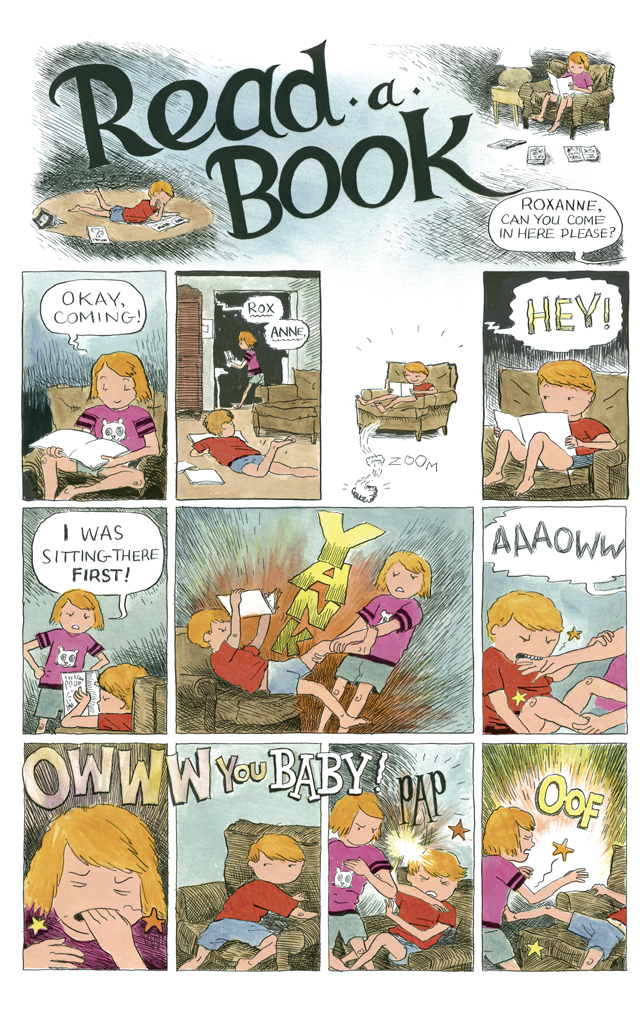 Read . a .
BOOK
ROXANNE,
CAN YOU COME
IN HERE PLEASE?
OKAY,
COMING!
ROX
ANNE,
ZOOM
HEY!
I WAS
SITTING THERE
FIRST!
YANK
AAAOWW
OWWW YOU BABY!
PAP
OOF